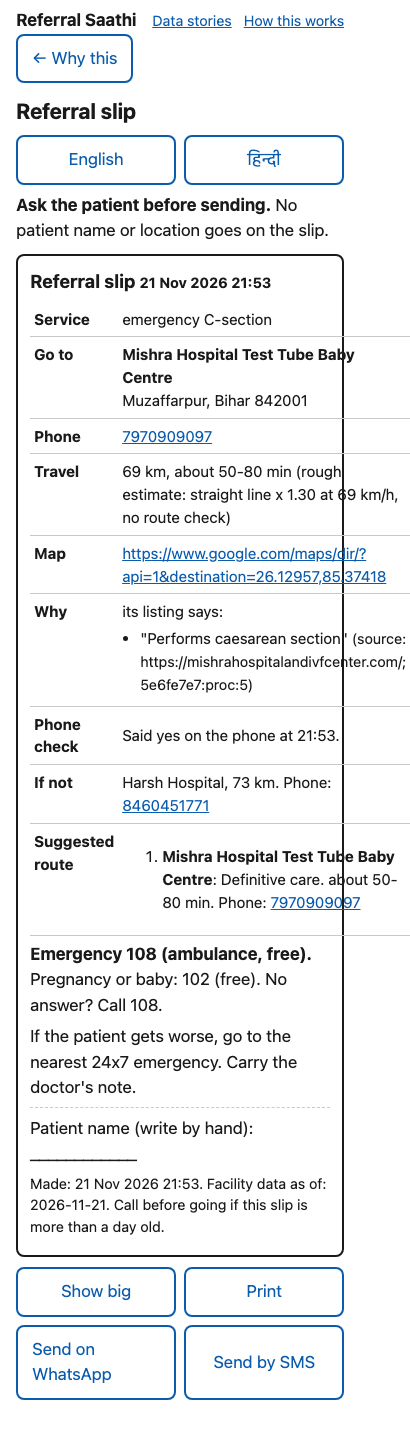 Referral Saathi Data stories How this works
← Why this
Referral slip
English हिन्दी
Ask the patient before sending. No
patient name or location goes on the slip.
Referral slip 21 Nov 2026 21:53
Service emergency C-section
Go to Mishra Hospital Test Tube Baby
Centre
Muzaffarpur, Bihar 842001
Phone 7970909097
Travel 69 km, about 50-80 min (rough
estimate: straight line x 1.30 at 69 km/h,
no route check)
Map https://www.google.com/maps/dir/?
api=1&destination=26.12957,85.37418
Why its listing says:
• "Performs caesarean section" (source:
https://mishrahospitalandivfcenter.com/;
5e6fe7e7:proc:5)
Phone
check Said yes on the phone at 21:53.
If not Harsh Hospital, 73 km. Phone:
8460451771
Suggested
route
1. Mishra Hospital Test Tube Baby
Centre: Definitive care. about 50-
80 min. Phone: 7970909097
Emergency 108 (ambulance, free).
Pregnancy or baby: 102 (free). No
answer? Call 108.
If the patient gets worse, go to the
nearest 24x7 emergency. Carry the
doctor's note.
Patient name (write by hand):
_______________
Made: 21 Nov 2026 21:53. Facility data as of:
2026-11-21. Call before going if this slip is
more than a day old.
Show big Print
Send on
WhatsApp Send by SMS